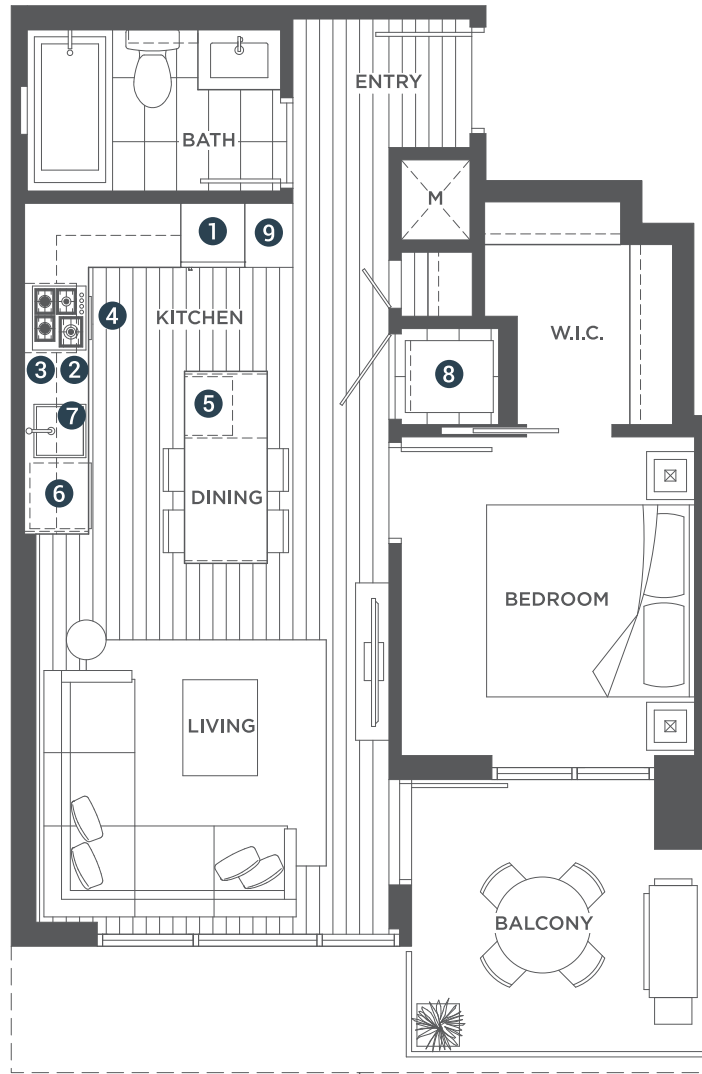 ENTRY
BATH
M
1
9
4
KITCHEN
W.I.C.
3
2
8
5
7
6
DINING
BEDROOM
LIVING
BALCONY